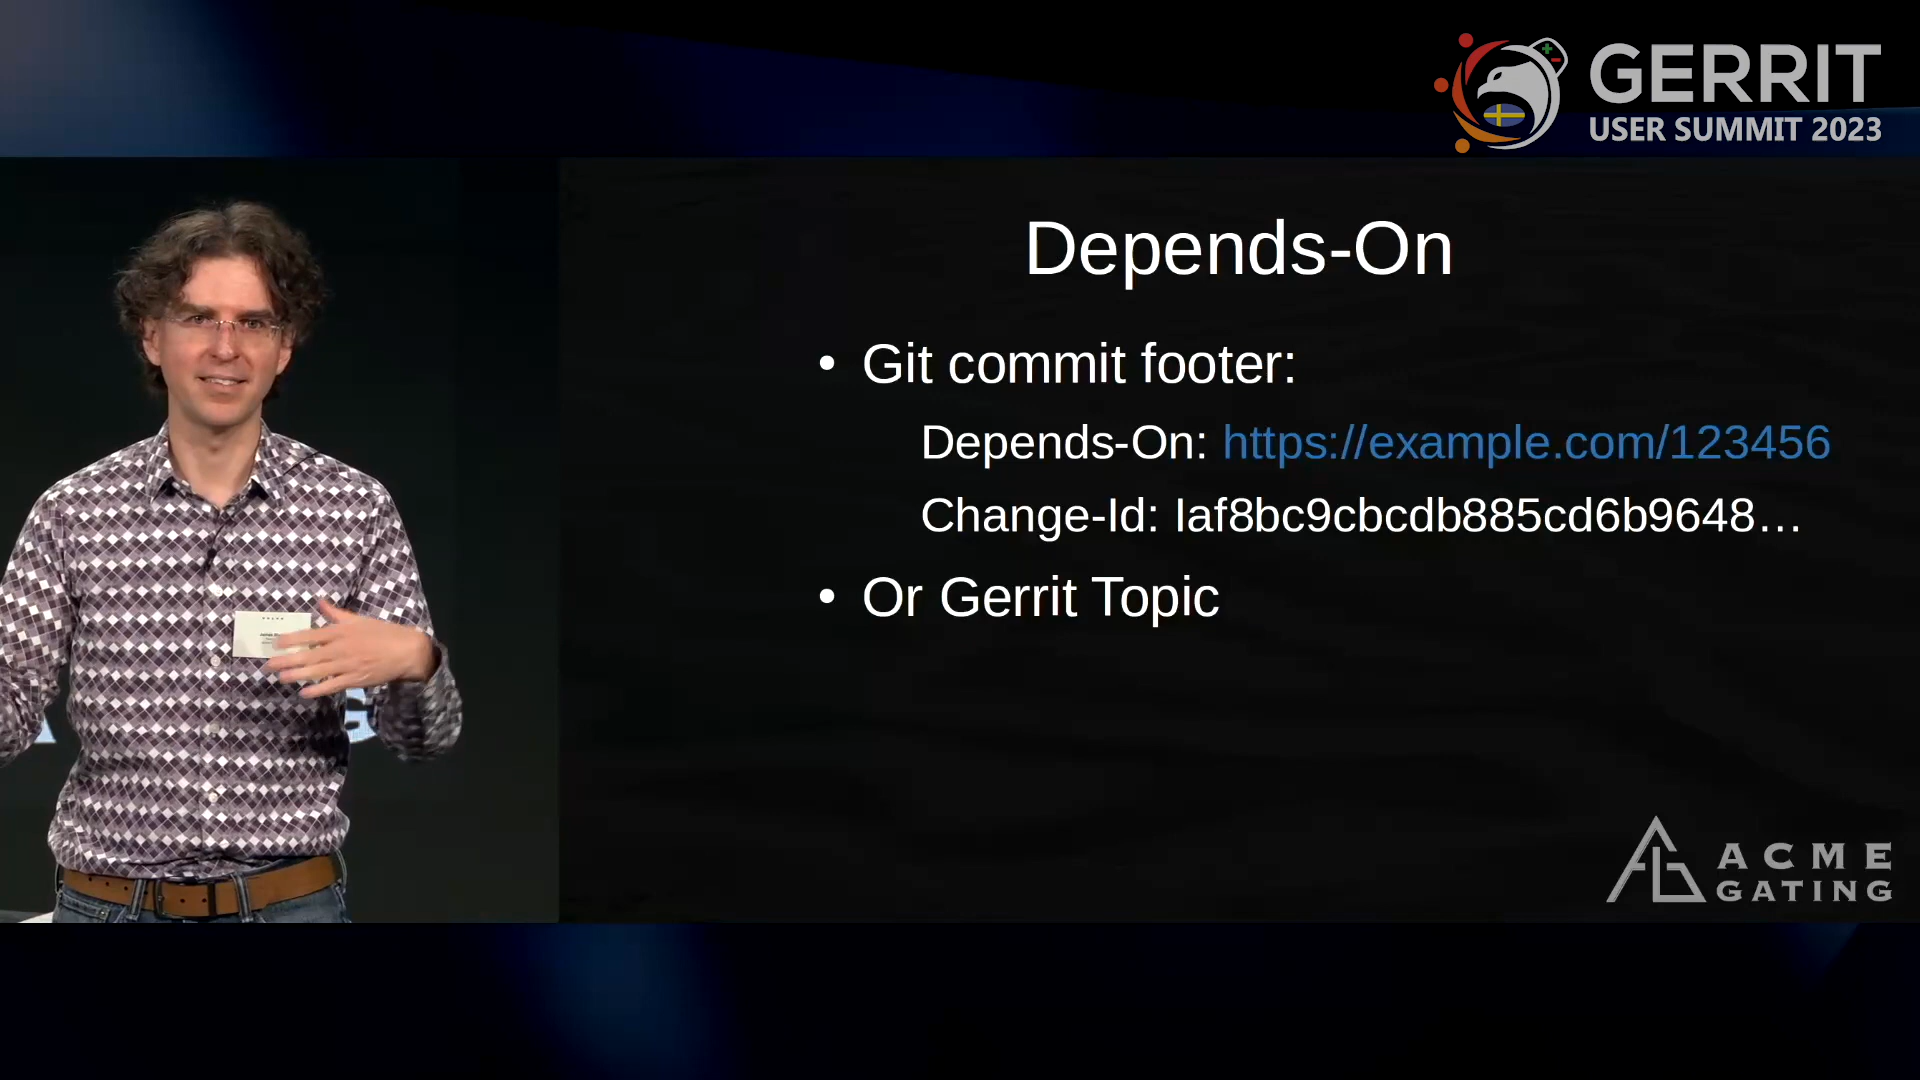 GERRIT
USER SUMMIT 2023
Depends-On
• Git commit footer:
Depends-On: https://example.com/123456
Change-Id: Iaf8bc9cbcdb885cd6b9648…
• Or Gerrit Topic
ACME
GATING